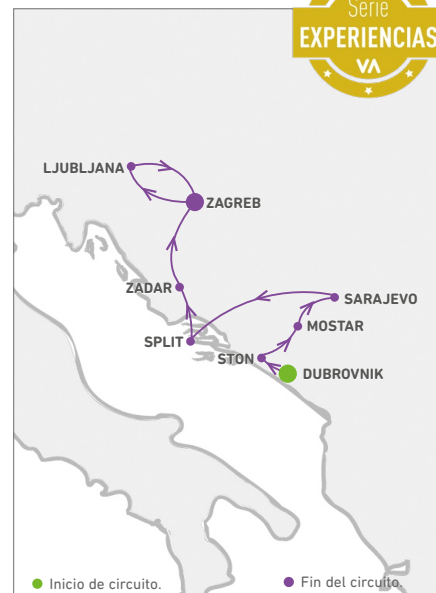 Serie
EXPERIENCIAS
VA
LJUBLJANA
ZAGREB
ZADAR
SARAJEVO
MOSTAR
SPLIT
STON
DUBROVNIK
Inicio de circuito.
Fin del circuito.